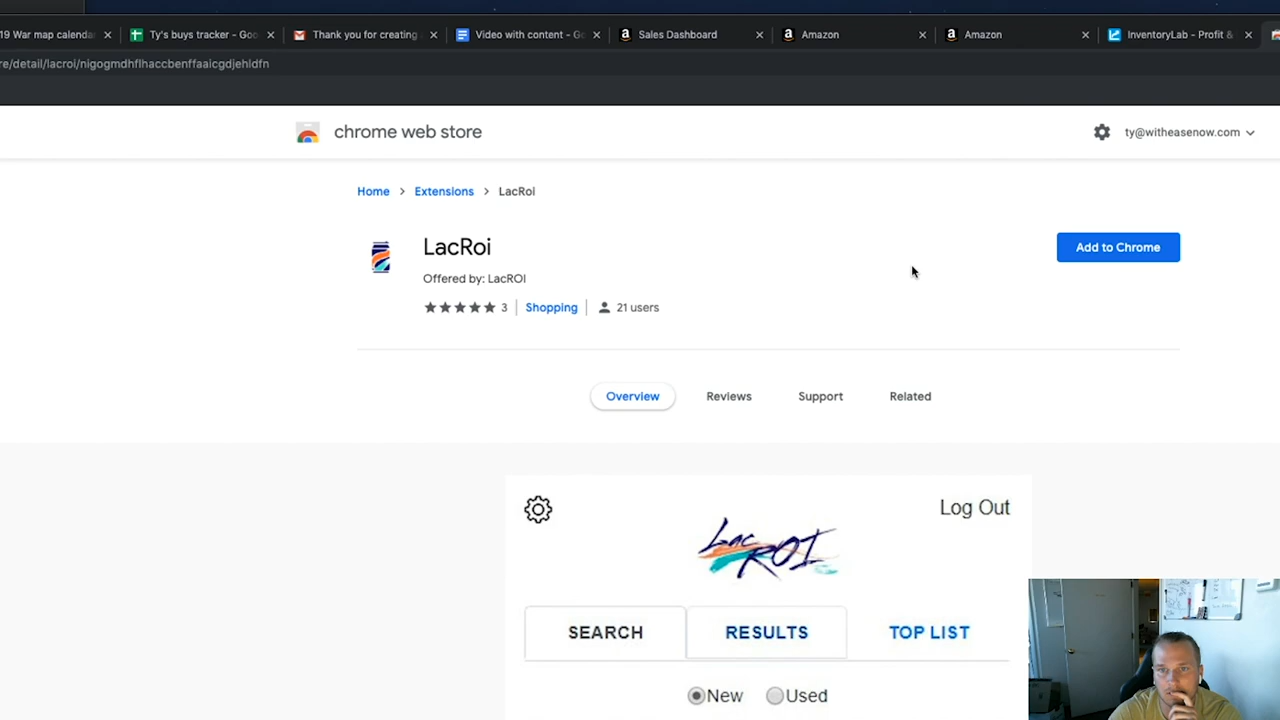 19 War map calenda
Ty's buys tracker - Goo
Thank you for creating
Video with content - G
Sales Dashboard
Amazon
Amazon
InventoryLab - Profit &
re/detail/lacroi/nigogmdhflhaccbenffaaicgdjehldfn
chrome web store
ty@witheasenow.com
Home > Extensions > LacRoi
LacRoi
Add to Chrome
Offered by: LacROI
3 Shopping 21 users
Overview Reviews Support Related
Log Out
Lac ROI
SEARCH RESULTS TOP LIST
New Used